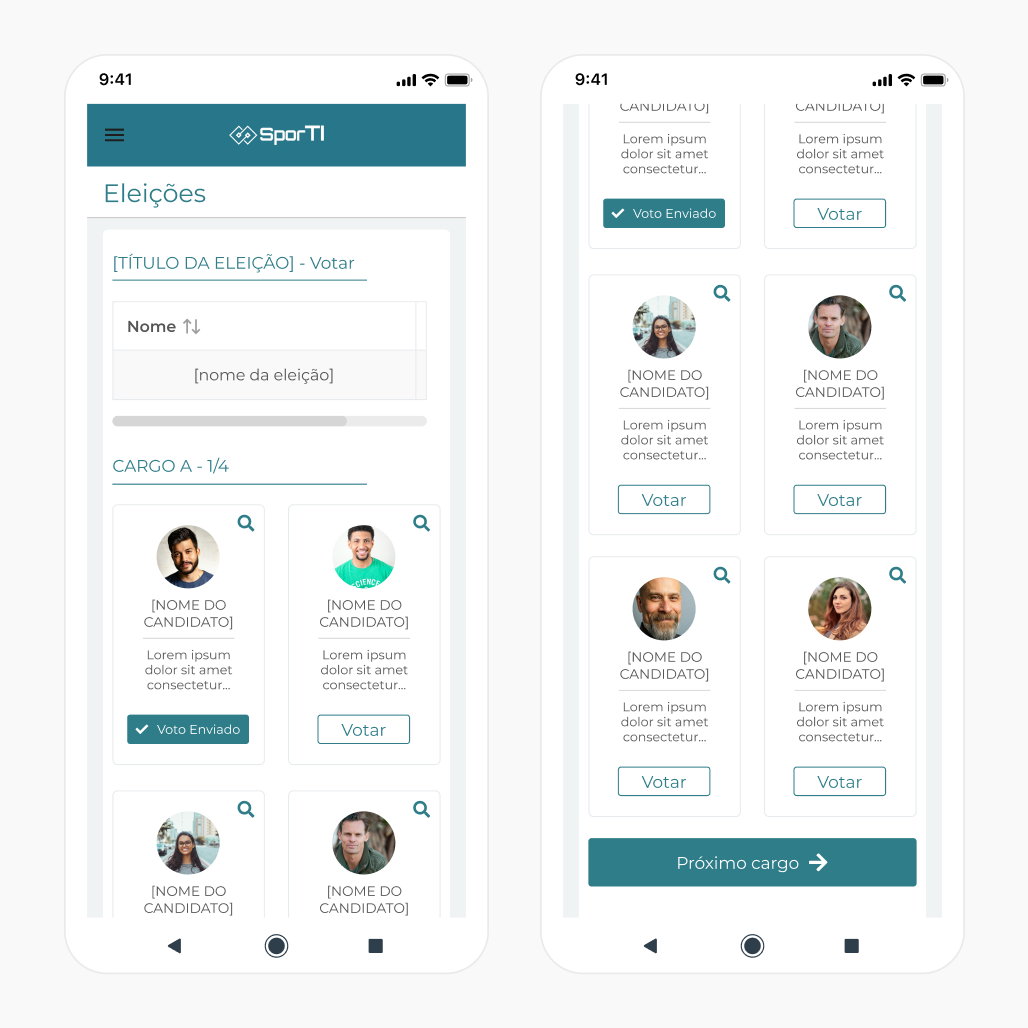 9:41
SporTI
Eleições
[TÍTULO DA ELEIÇÃO] - Votar
Nome
[nome da eleição]
CARGO A - 1/4
[NOME DO
CANDIDATO]
Lorem ipsum
dolor sit amet
consectetur...
Voto Enviado
[NOME DO
CANDIDATO]
Lorem ipsum
dolor sit amet
consectetur...
Votar
[NOME DO
CANDIDATO]
[NOME DO
CANDIDATO]
9:41
CANDIDATO]
Lorem ipsum
dolor sit amet
consectetur...
Voto Enviado
CANDIDATO]
Lorem ipsum
dolor sit amet
consectetur...
Votar
[NOME DO
CANDIDATO]
Lorem ipsum
dolor sit amet
consectetur...
Votar
[NOME DO
CANDIDATO]
Lorem ipsum
dolor sit amet
consectetur...
Votar
[NOME DO
CANDIDATO]
Lorem ipsum
dolor sit amet
consectetur...
Votar
[NOME DO
CANDIDATO]
Lorem ipsum
dolor sit amet
consectetur...
Votar
Próximo cargo